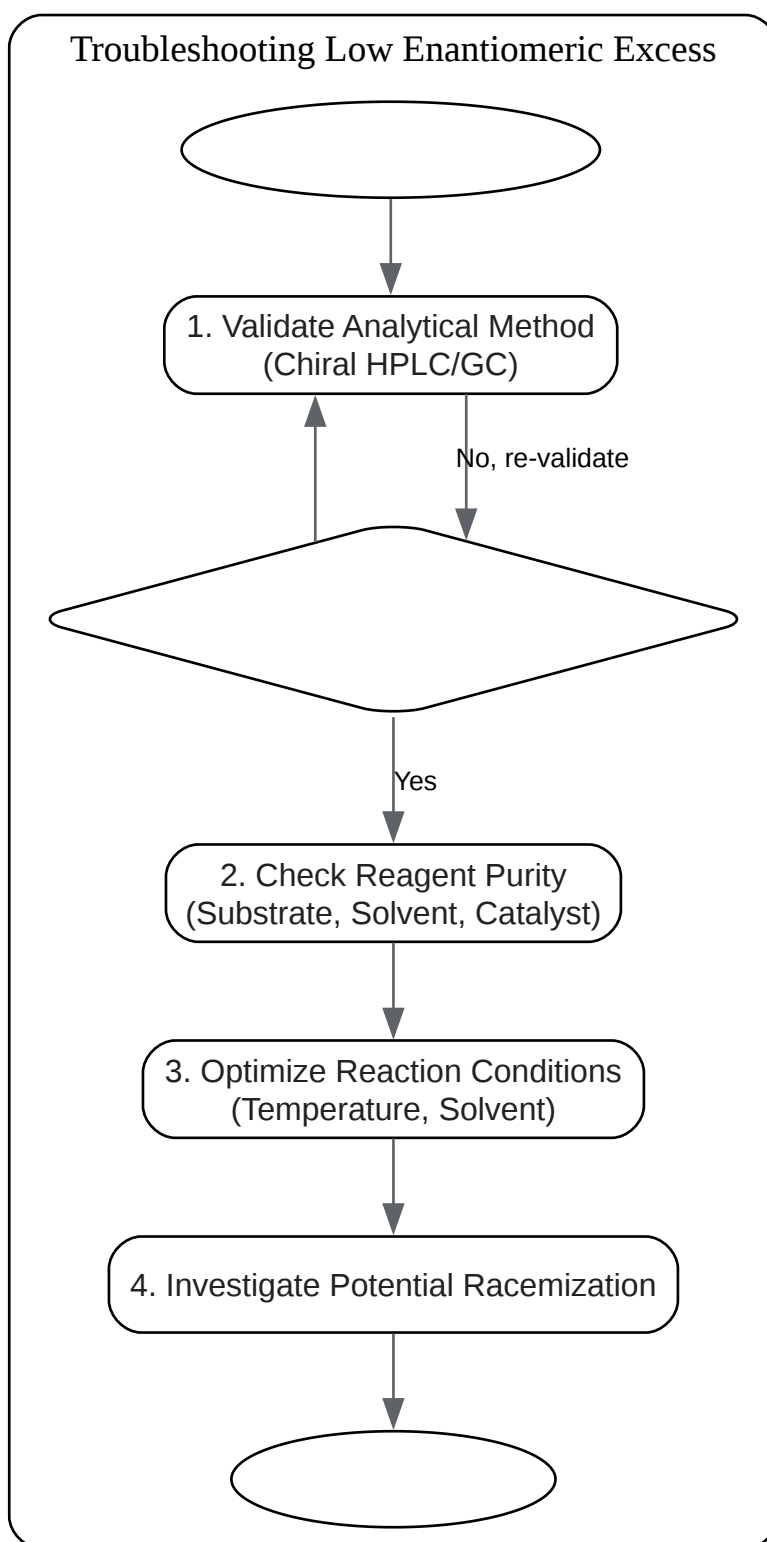 Troubleshooting Low Enantiomeric Excess
1. Validate Analytical Method
(Chiral HPLC/GC)
No, re-validate
Yes
2. Check Reagent Purity
(Substrate, Solvent, Catalyst)
3. Optimize Reaction Conditions
(Temperature, Solvent)
4. Investigate Potential Racemization